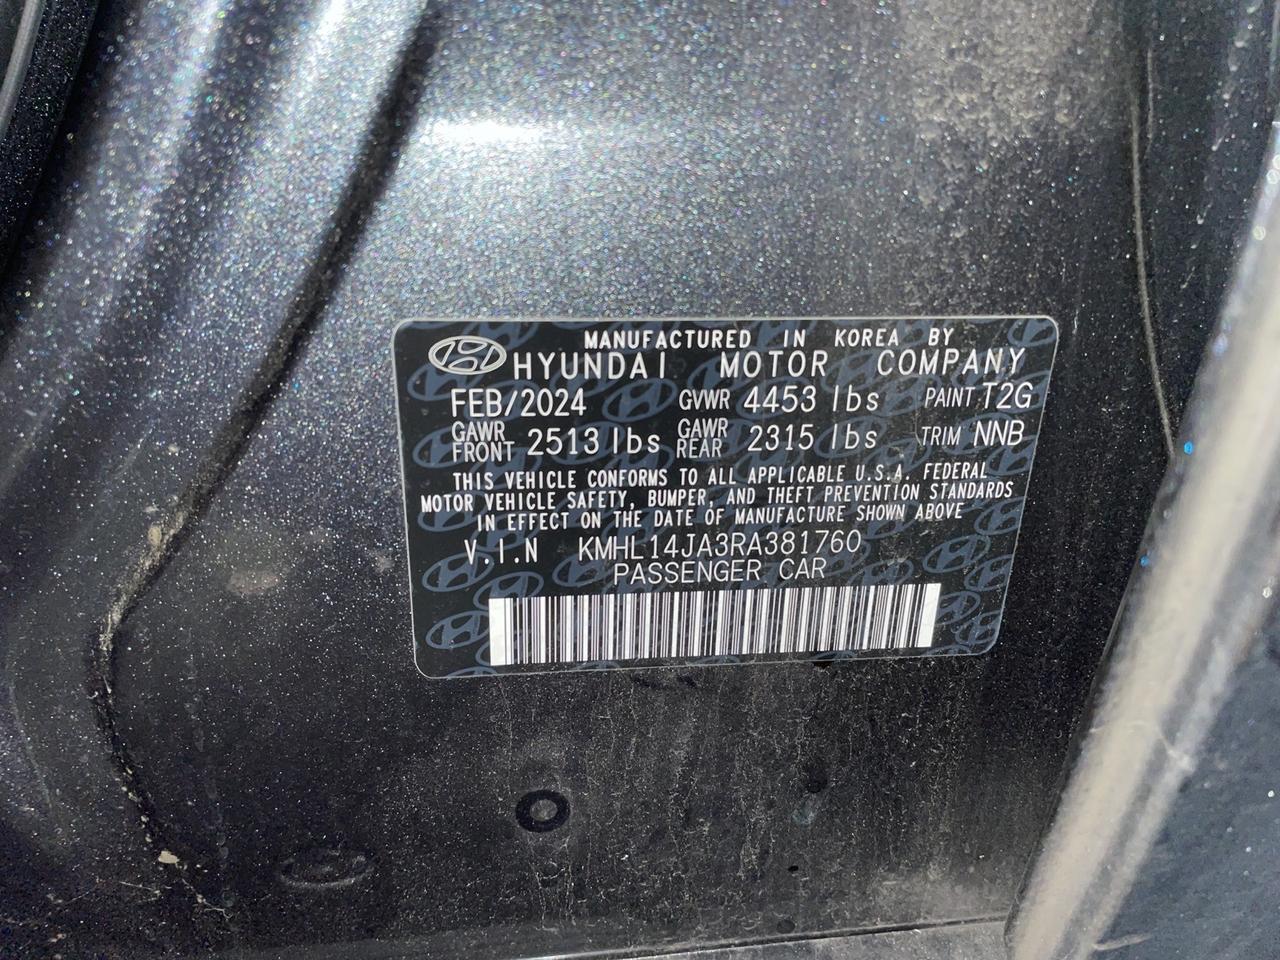 MANUFACTURED IN KOREA BY
HYUNDAI MOTOR COMPANY
FEB/2024 GVWR 4453 lbs PAINT T2G
GAWR FRONT 2513 lbs GAWR REAR 2315 lbs TRIM NNB
THIS VEHICLE CONFORMS TO ALL APPLICABLE U.S.A. FEDERAL
MOTOR VEHICLE SAFETY, BUMPER, AND THEFT PREVENTION STANDARDS
IN EFFECT ON THE DATE OF MANUFACTURE SHOWN ABOVE
V.I.N KMHL14JA3RA381760
PASSENGER CAR